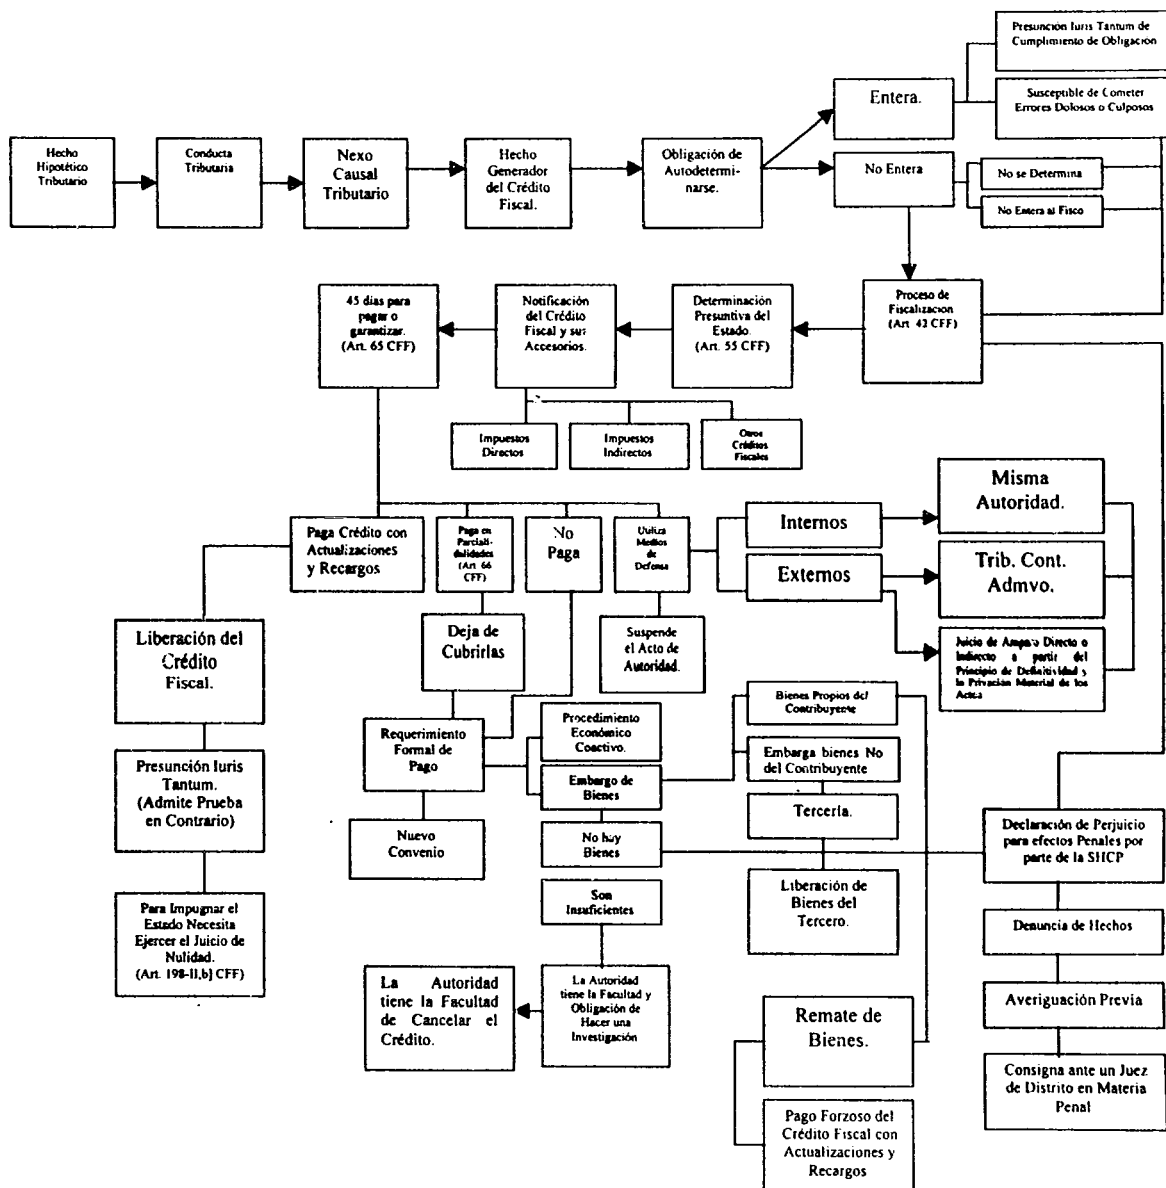 Presunción Iuris Tantum de
Cumplimiento de Obligacion
Entera.
Susceptible de Cometer
Errores Dolosos o Culposos
Hecho
Hipotético
Tributario
Conducta
Tributaria
Nexo
Causal
Tributario
Hecho
Generador
del Crédito
Fiscal.
Obligación de
Autodetermi-
narse.
No Entera
No se Determina
No Entera al Fisco
45 días para
pagar o
garantizar.
(Art. 65 CFF)
Notificación
del Crédito
Fiscal y sus
Accesorios.
Determinación
Presuntiva del
Estado.
(Art. 55 CFF)
Proceso de
Fiscalizacion
(Art 42 CFF)
Impuestos
Directos
Impuestos
Indirectos
Otros
Créditos
Fiscales
Paga Crédito con
Actualizaciones
y Recargos
Paga en
Parciali-
dalidades
(Art. 66
CFF)
No
Paga
Utiliza
Medios
de
Defensa
Internos
Externos
Misma
Autoridad.
Trib. Cont.
Admvo.
Juicio de Amparo Directo o
Indirecto a partir del
Principio de Definitividad y
la Privación Material de los
Actos
Liberación del
Crédito
Fiscal.
Deja de
Cubrirlas
Suspende
el Acto de
Autoridad.
Requerimiento
Formal de
Pago
Procedimiento
Económico
Coactivo.
Bienes Propios del
Contribuyente
Embarga bienes No
del Contribuyente
Presunción Iuris
Tantum.
(Admite Prueba
en Contrario)
Embargo de
Bienes
Tercería.
Nuevo
Convenio
No hay
Bienes
Declaración de Perjuicio
para efectos Penales por
parte de la SHCP
Para Impugnar el
Estado Necesita
Ejercer el Juicio de
Nulidad.
(Art. 198-II,b] CFF)
Son
Insuficientes
Liberación de
Bienes del
Tercero.
Denuncia de Hechos
La Autoridad
tiene la Facultad
de Cancelar el
Crédito.
La Autoridad
tiene la Facultad y
Obligación de
Hacer una
Investigación
Remate de
Bienes.
Averiguación Previa
Consigna ante un Juez
de Distrito en Materia
Penal
Pago Forzoso del
Crédito Fiscal con
Actualizaciones y
Recargos